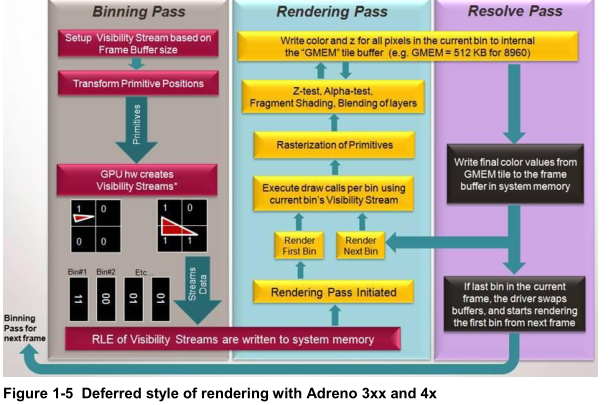 Binning Pass
Rendering Pass
Resolve Pass
Setup Visibility Stream based on
Frame Buffer size
Transform Primitive Positions
Primitives
GPU hw creates
Visibility Streams*
1 0
0 0
1 0
1 1
Bin#1 Bin#2 Etc...
11
00
01
01
Streams
Data
RLE of Visibility Streams are written to system memory
Write color and z for all pixels in the current bin to internal
the "GMEM" tile buffer (e.g. GMEM = 512 KB for 8960)
Z-test, Alpha-test,
Fragment Shading, Blending of layers
Rasterization of Primitives
Execute draw calls per bin using
current bin's Visibility Stream
Render
First Bin
Render
Next Bin
Rendering Pass Initiated
Write final color values from
GMEM tile to the frame
buffer in system memory
If last bin in the current
frame, the driver swaps
buffers, and starts rendering
the first bin from next frame
Binning
Pass for
next frame
Figure 1-5 Deferred style of rendering with Adreno 3xx and 4x